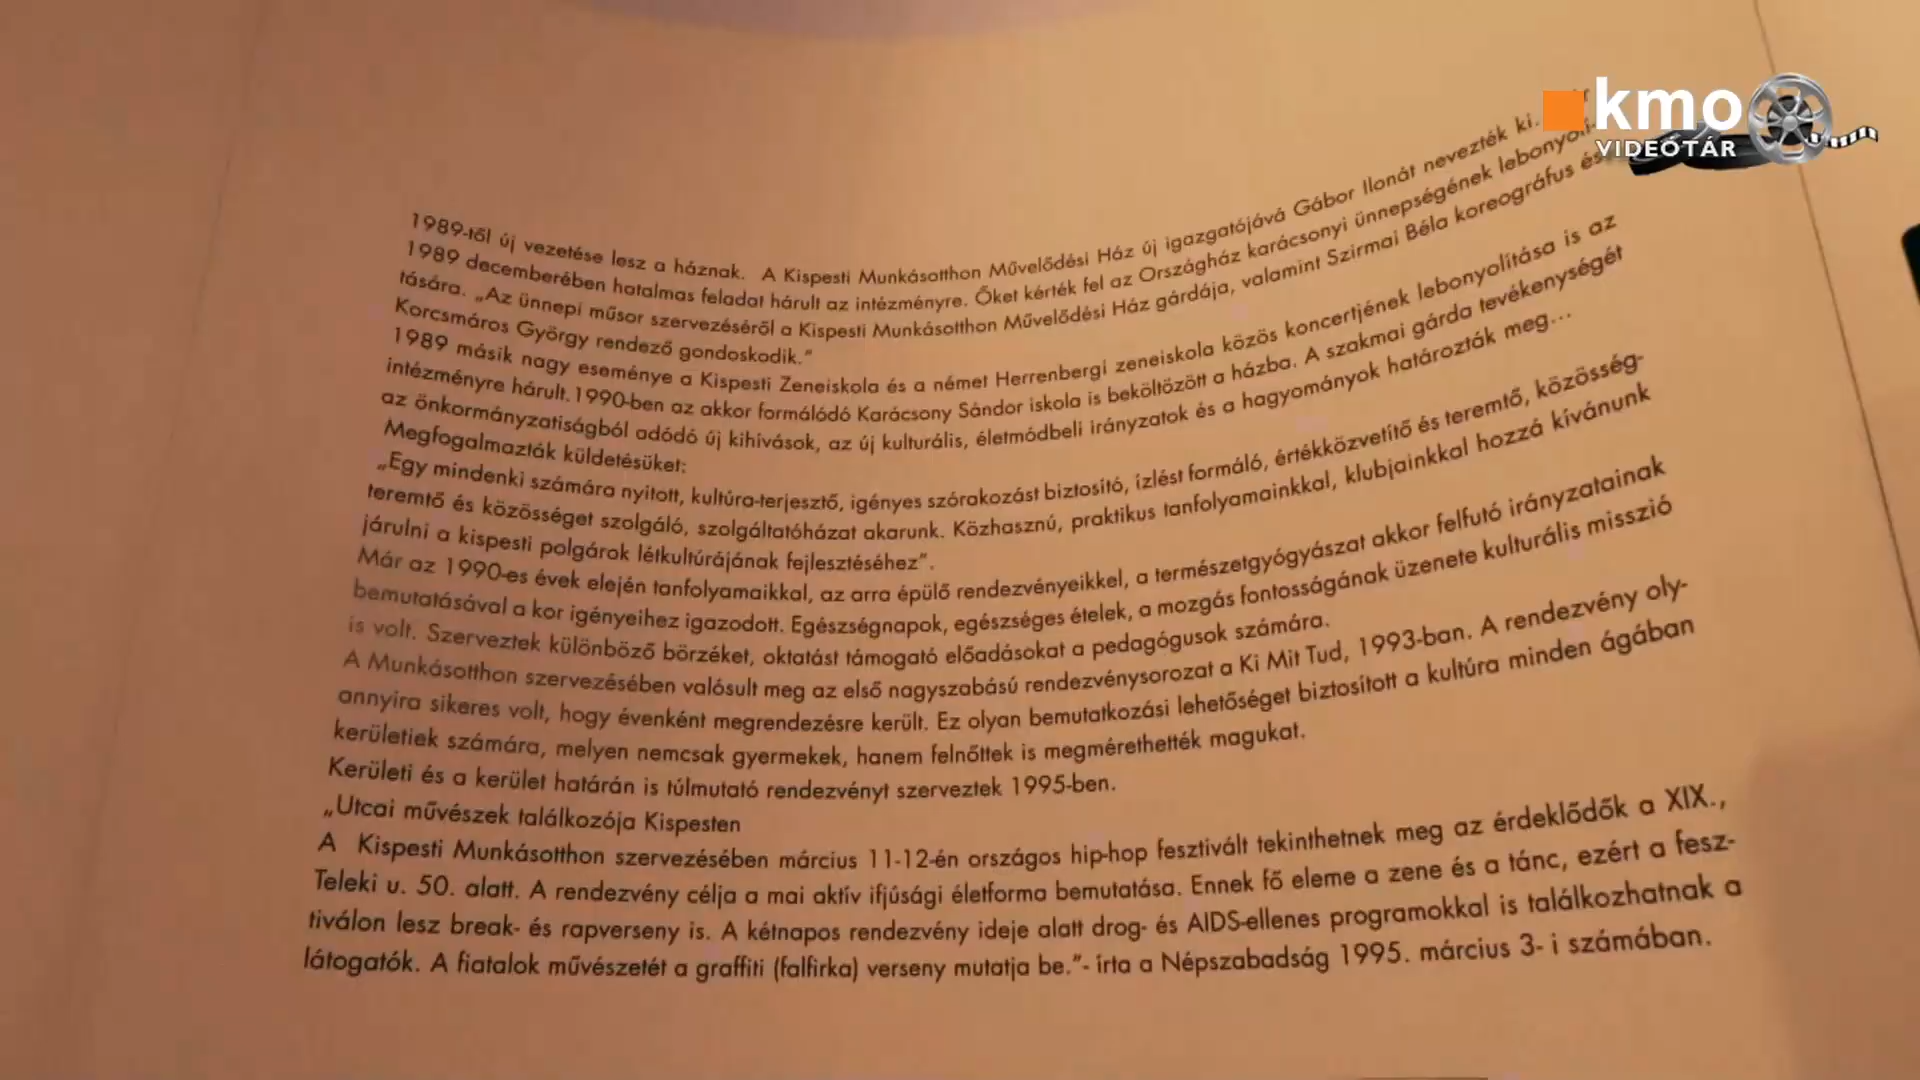 kmo
VIDEOTÁR
1989-től új vezetése lesz a háznak. A Kispesti Munkásotthon Művelődési Ház új igazgatójává Gábor Ilonát nevezték ki.
1989 decemberében hatalmas feladat hárult az intézményre. Őket kérték fel az Országház karácsonyi ünnepségének lebonyolí-
tására. „Az ünnepi műsor szervezéséről a Kispesti Munkásotthon Művelődési Ház gárdája, valamint Szirmai Béla koreográfus és
Korcsmáros György rendező gondoskodik.”
1989 másik nagy eseménye a Kispesti Zeneiskola és a német Herrenbergi zeneiskola közös koncertjének lebonyolítása is az
intézményre hárult. 1990-ben az akkor formálódó Karácsony Sándor iskola is beköltözött a házba. A szakmai gárda tevékenységét
az önkormányzatiságból adódó új kihívások, az új kulturális, életmódbeli irányzatok és a hagyományok határozták meg...
Megfogalmazták küldetésüket:
„Egy mindenki számára nyitott, kultúra-terjesztő, igényes szórakozást biztosító, ízlést formáló, értékközvetítő és teremtő, közösség-
teremtő és közösséget szolgáló, szolgáltatóházat akarunk. Közhasznú, praktikus tanfolyamainkkal, klubjainkkal hozzá kívánunk
járulni a kispesti polgárok létkultúrájának fejlesztéséhez”.
Már az 1990-es évek elején tanfolyamaikkal, az arra épülő rendezvényeikkel, a természetgyógyászat akkor felfutó irányzatainak
bemutatásával a kor igényeihez igazodott. Egészségnapok, egészséges ételek, a mozgás fontosságának üzenete kulturális misszió
is volt. Szerveztek különböző börzéket, oktatást támogató előadásokat a pedagógusok számára.
A Munkásotthon szervezésében valósult meg az első nagyszabású rendezvénysorozat a Ki Mit Tud, 1993-ban. A rendezvény oly-
annyira sikeres volt, hogy évenként megrendezésre került. Ez olyan bemutatkozási lehetőséget biztosított a kultúra minden ágában
kerületiek számára, melyen nemcsak gyermekek, hanem felnőttek is megmérethették magukat.
Kerületi és a kerület határán is túlmutató rendezvényt szerveztek 1995-ben.
„Utcai művészek találkozója Kispesten
A Kispesti Munkásotthon szervezésében március 11-12-én országos hip-hop fesztivált tekinthetnek meg az érdeklődők a XIX.,
Teleki u. 50. alatt. A rendezvény célja a mai aktív ifjúsági életforma bemutatása. Ennek fő eleme a zene és a tánc, ezért a fesz-
tiválon lesz break- és rapverseny is. A kétnapos rendezvény ideje alatt drog- és AIDS-ellenes programokkal is találkozhatnak a
látogatók. A fiatalok művészetét a graffiti (falfirka) verseny mutatja be.”- írta a Népszabadság 1995. március 3- i számában.